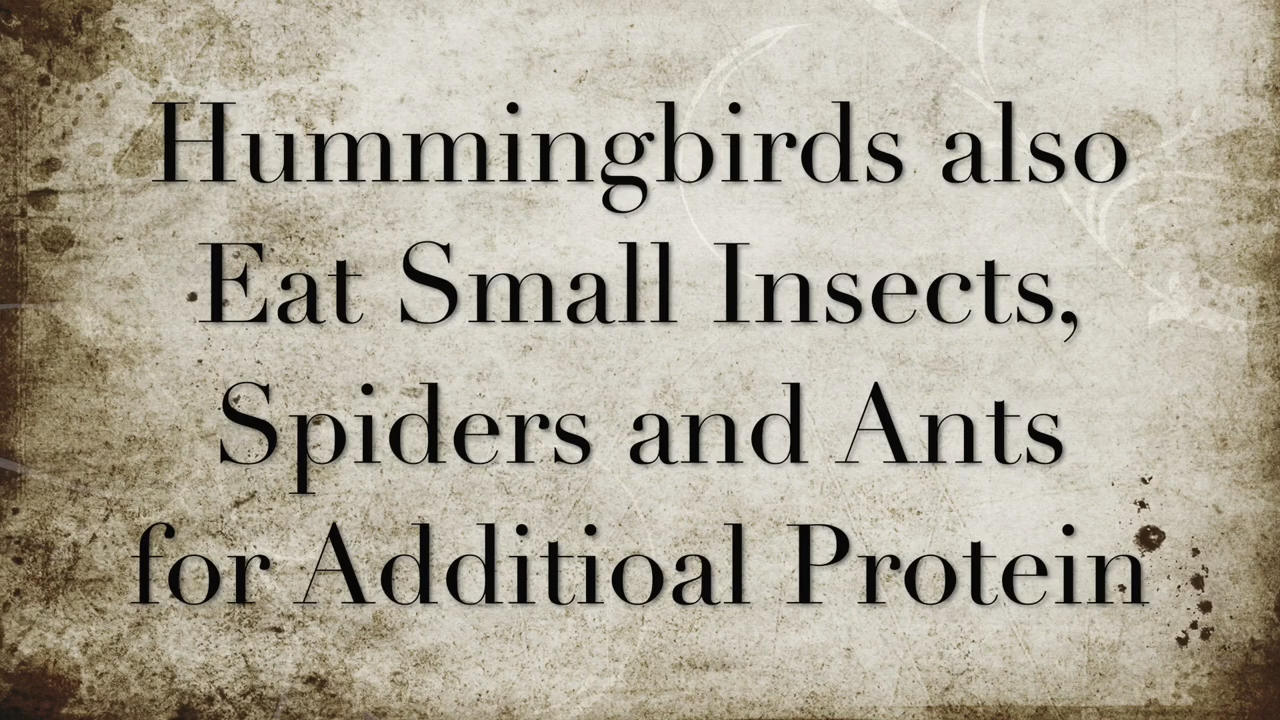 Hummingbirds also
Eat Small Insects,
Spiders and Ants
for Additioal Protein